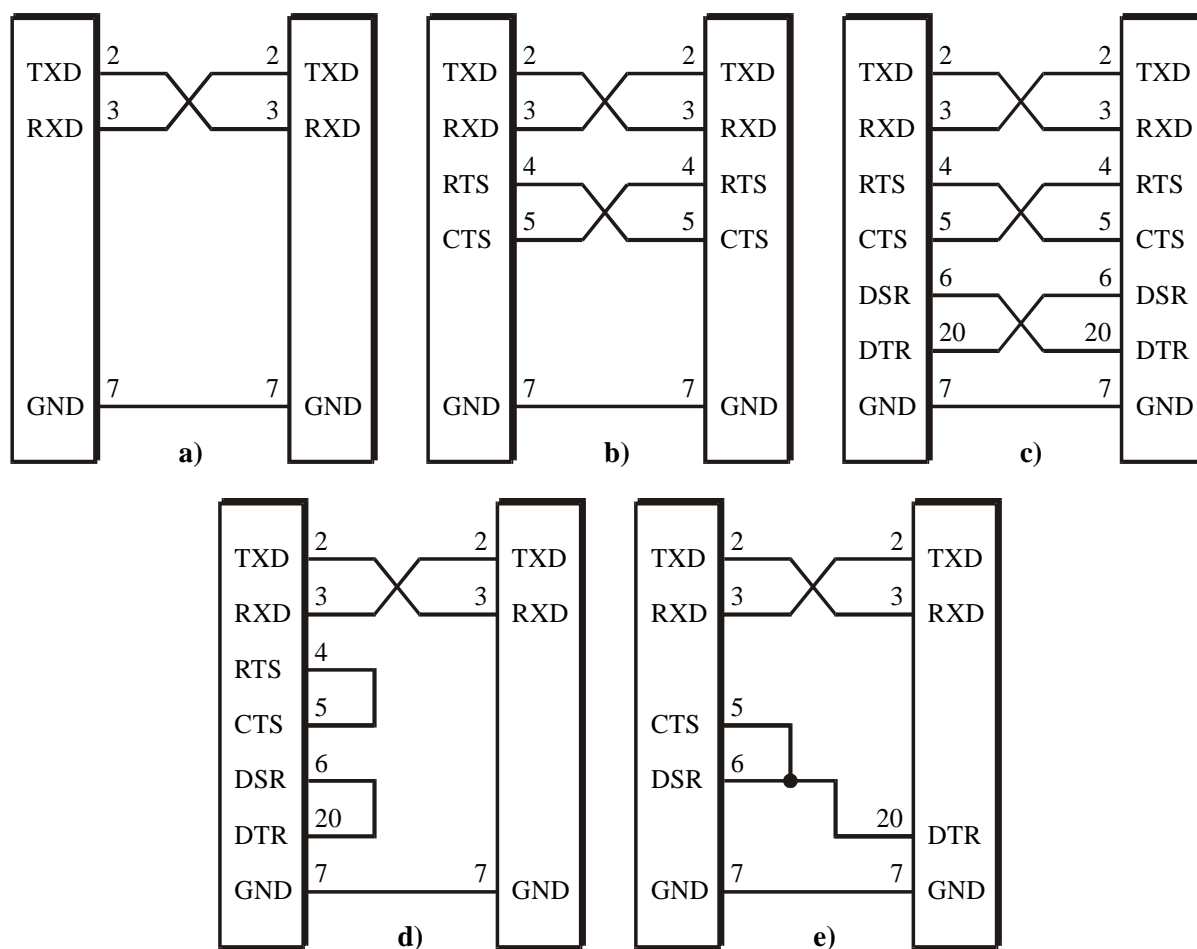 TXD 2 2 TXD
RXD 3 3 RXD
GND 7 7 GND
a)
TXD 2 2 TXD
RXD 3 3 RXD
RTS 4 4 RTS
CTS 5 5 CTS
GND 7 7 GND
b)
TXD 2 2 TXD
RXD 3 3 RXD
RTS 4 4 RTS
CTS 5 5 CTS
DSR 6 6 DSR
DTR 20 20 DTR
GND 7 7 GND
c)
TXD 2 2 TXD
RXD 3 3 RXD
RTS 4
CTS 5
DSR 6
DTR 20
GND 7 7 GND
d)
TXD 2 2 TXD
RXD 3 3 RXD
CTS 5
DSR 6
20 DTR
GND 7 7 GND
e)